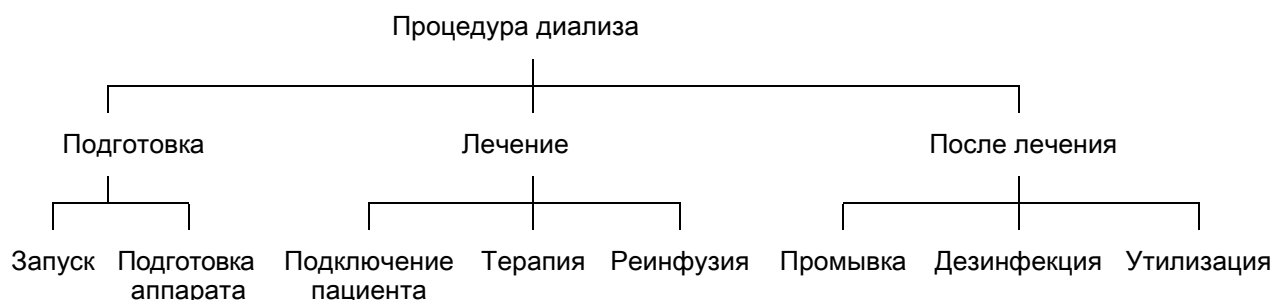 Процедура диализа
Подготовка
Лечение
После лечения
Запуск
Подготовка
аппарата
Подключение
пациента
Терапия
Реинфузия
Промывка
Дезинфекция
Утилизация